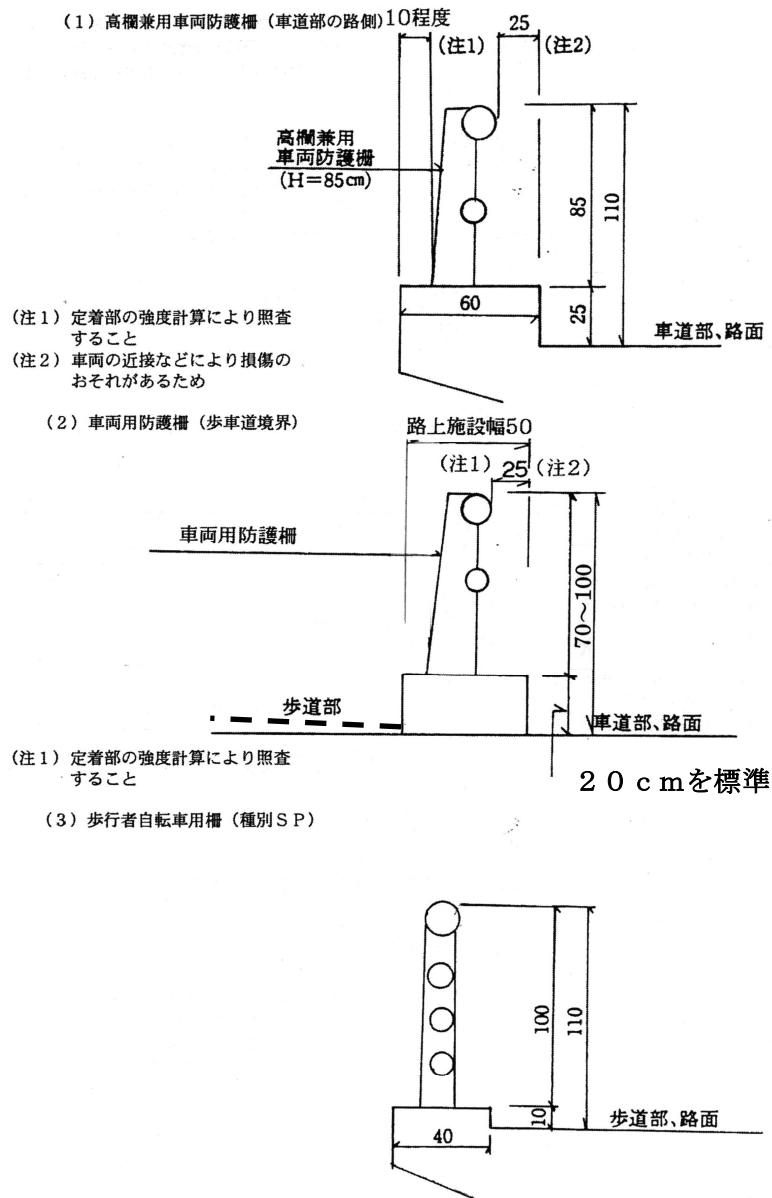 (1) 高欄兼用車両防護柵 (車道部の路側)
10程度
(注1)
25
(注2)
高欄兼用
車両防護柵
(H=85cm)
85
110
60
25
車道部、路面
(注1) 定着部の強度計算により照査
すること
(注2) 車両の近接などにより損傷の
おそれがあるため
(2) 車両用防護柵 (歩車道境界)
路上施設幅50
(注1)
25
(注2)
車両用防護柵
70~100
歩道部
車道部、路面
(注1) 定着部の強度計算により照査
すること
20cmを標準
(3) 歩行者自転車用柵 (種別SP)
100
110
10
40
歩道部、路面